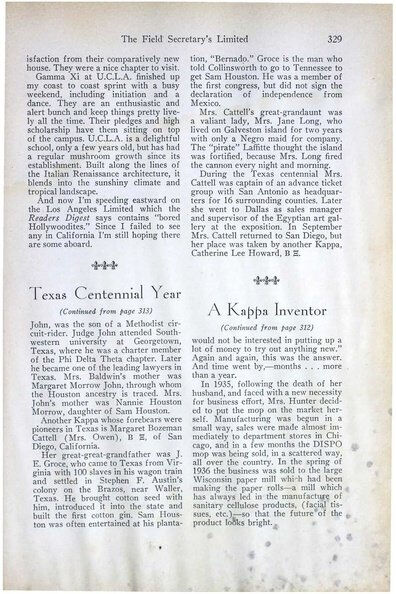 The Field Secretary's Limited 329
isfaction from their comparatively new
house. They were a nice chapter to visit.
Gamma Xi at U.C.L.A. finished up
my coast to coast sprint with a busy
weekend, including initiation and a
dance. They are an enthusiastic and
alert bunch and keep things pretty live-
ly all the time. Their pledges and high
scholarship have them sitting on top
of the campus. U.C.L.A. is a delightful
school, only a few years old, but has had
a regular mushroom growth since its
establishment. Built along the lines of
the Italian Renaissance architecture, it
blends into the sunshiny climate and
tropical landscape.
And now I'm speeding eastward on
the Los Angeles Limited which the
Readers Digest says contains "bored
Hollywoodites." Since I failed to see
any in California I'm still hoping there
are some aboard.
Texas Centennial Year
(Continued from page 313)
John, was the son of a Methodist cir-
cuit-rider. Judge John attended South-
western university at Georgetown,
Texas, where he was a charter member
of the Phi Delta Theta chapter. Later
he became one of the leading lawyers in
Texas. Mrs. Baldwin's mother was
Margaret Morrow John, through whom
the Houston ancestry is traced. Mrs.
John's mother was Nannie Houston
Morrow, daughter of Sam Houston.
Another Kappa whose forebears were
pioneers in Texas is Margaret Bozeman
Cattell (Mrs. Owen), Β Ξ, of San
Diego, California.
Her great-great-grandfather was J.
E. Groce, who came to Texas from Vir-
ginia with 100 slaves in his wagon train
and settled in Stephen F. Austin's
colony on the Brazos, near Waller,
Texas. He brought cotton seed with
him, introduced it into the state and
built the first cotton gin. Sam Hous-
ton was often entertained at his planta-
tion, "Bernado." Groce is the man who
told Collinsworth to go to Tennessee to
get Sam Houston. He was a member of
the first congress, but did not sign the
declaration of independence from
Mexico.
Mrs. Cattell's great-grandaunt was
a valiant lady, Mrs. Jane Long, who
lived on Galveston island for two years
with only a Negro maid for company.
The "pirate" Laffitte thought the island
was fortified, because Mrs. Long fired
the cannon every night and morning.
During the Texas centennial Mrs.
Cattell was captain of an advance ticket
group with San Antonio as headquar-
ters for 16 surrounding counties. Later
she went to Dallas as sales manager
and supervisor of the Egyptian art gal-
lery at the exposition. In September
Mrs. Cattell returned to San Diego, but
her place was taken by another Kappa,
Catherine Lee Howard, Β Ξ.
A Kappa Inventor
(Continued from page 312)
would not be interested in putting up a
lot of money to try out anything new."
Again and again, this was the answer.
And time went by,—months . . . more
than a year.
In 1935, following the death of her
husband, and faced with a new necessity
for business effort, Mrs. Hunter decid-
ed to put the mop on the market her-
self. Manufacturing was begun in a
small way, sales were made almost im-
mediately to department stores in Chi-
cago, and in a few months the DISPO
mop was being sold, in a scattered way,
all over the country. In the spring of
1936 the business was sold to the large
Wisconsin paper mill which had been
making the paper rolls—a mill which
has always led in the manufacture of
sanitary cellulose products, (facial tis-
sues, etc.)—so that the future of the
product looks bright.